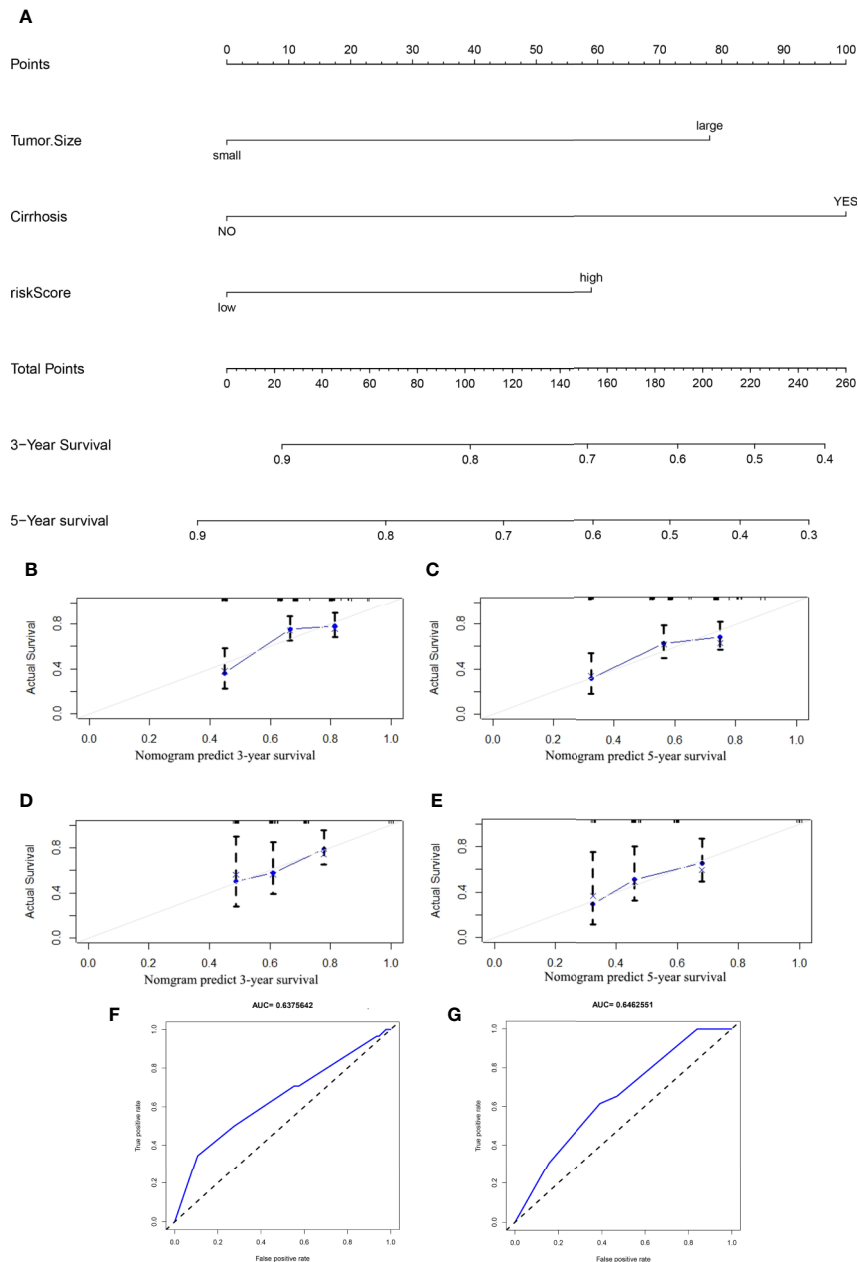 A
0 10 20 30 40 50 60 70 80 90 100
Points
large
Tumor.Size
small
YES
Cirrhosis
NO
high
riskScore
low
Total Points
0 20 40 60 80 100 120 140 160 180 200 220 240 260
3−Year Survival
0.9 0.8 0.7 0.6 0.5 0.4
5−Year survival
0.9 0.8 0.7 0.6 0.5 0.4 0.3
B
Actual Survival
0.0 0.4 0.8
0.0 0.2 0.4 0.6 0.8 1.0
Nomogram predict 3-year survival
C
Actual Survival
0.0 0.4 0.8
0.0 0.2 0.4 0.6 0.8 1.0
Nomogram predict 5-year survival
D
Actual Survival
0.0 0.4 0.8
0.0 0.2 0.4 0.6 0.8 1.0
Nomogram predict 3-year survival
E
Actual Survival
0.0 0.4 0.8
0.0 0.2 0.4 0.6 0.8 1.0
Nomogram predict 5-year survival
F
AUC= 0.6375642
True positive rate
0.0 0.2 0.4 0.6 0.8 1.0
0.0 0.2 0.4 0.6 0.8 1.0
False positive rate
G
AUC= 0.6462551
True positive rate
0.0 0.2 0.4 0.6 0.8 1.0
0.0 0.2 0.4 0.6 0.8 1.0
False positive rate